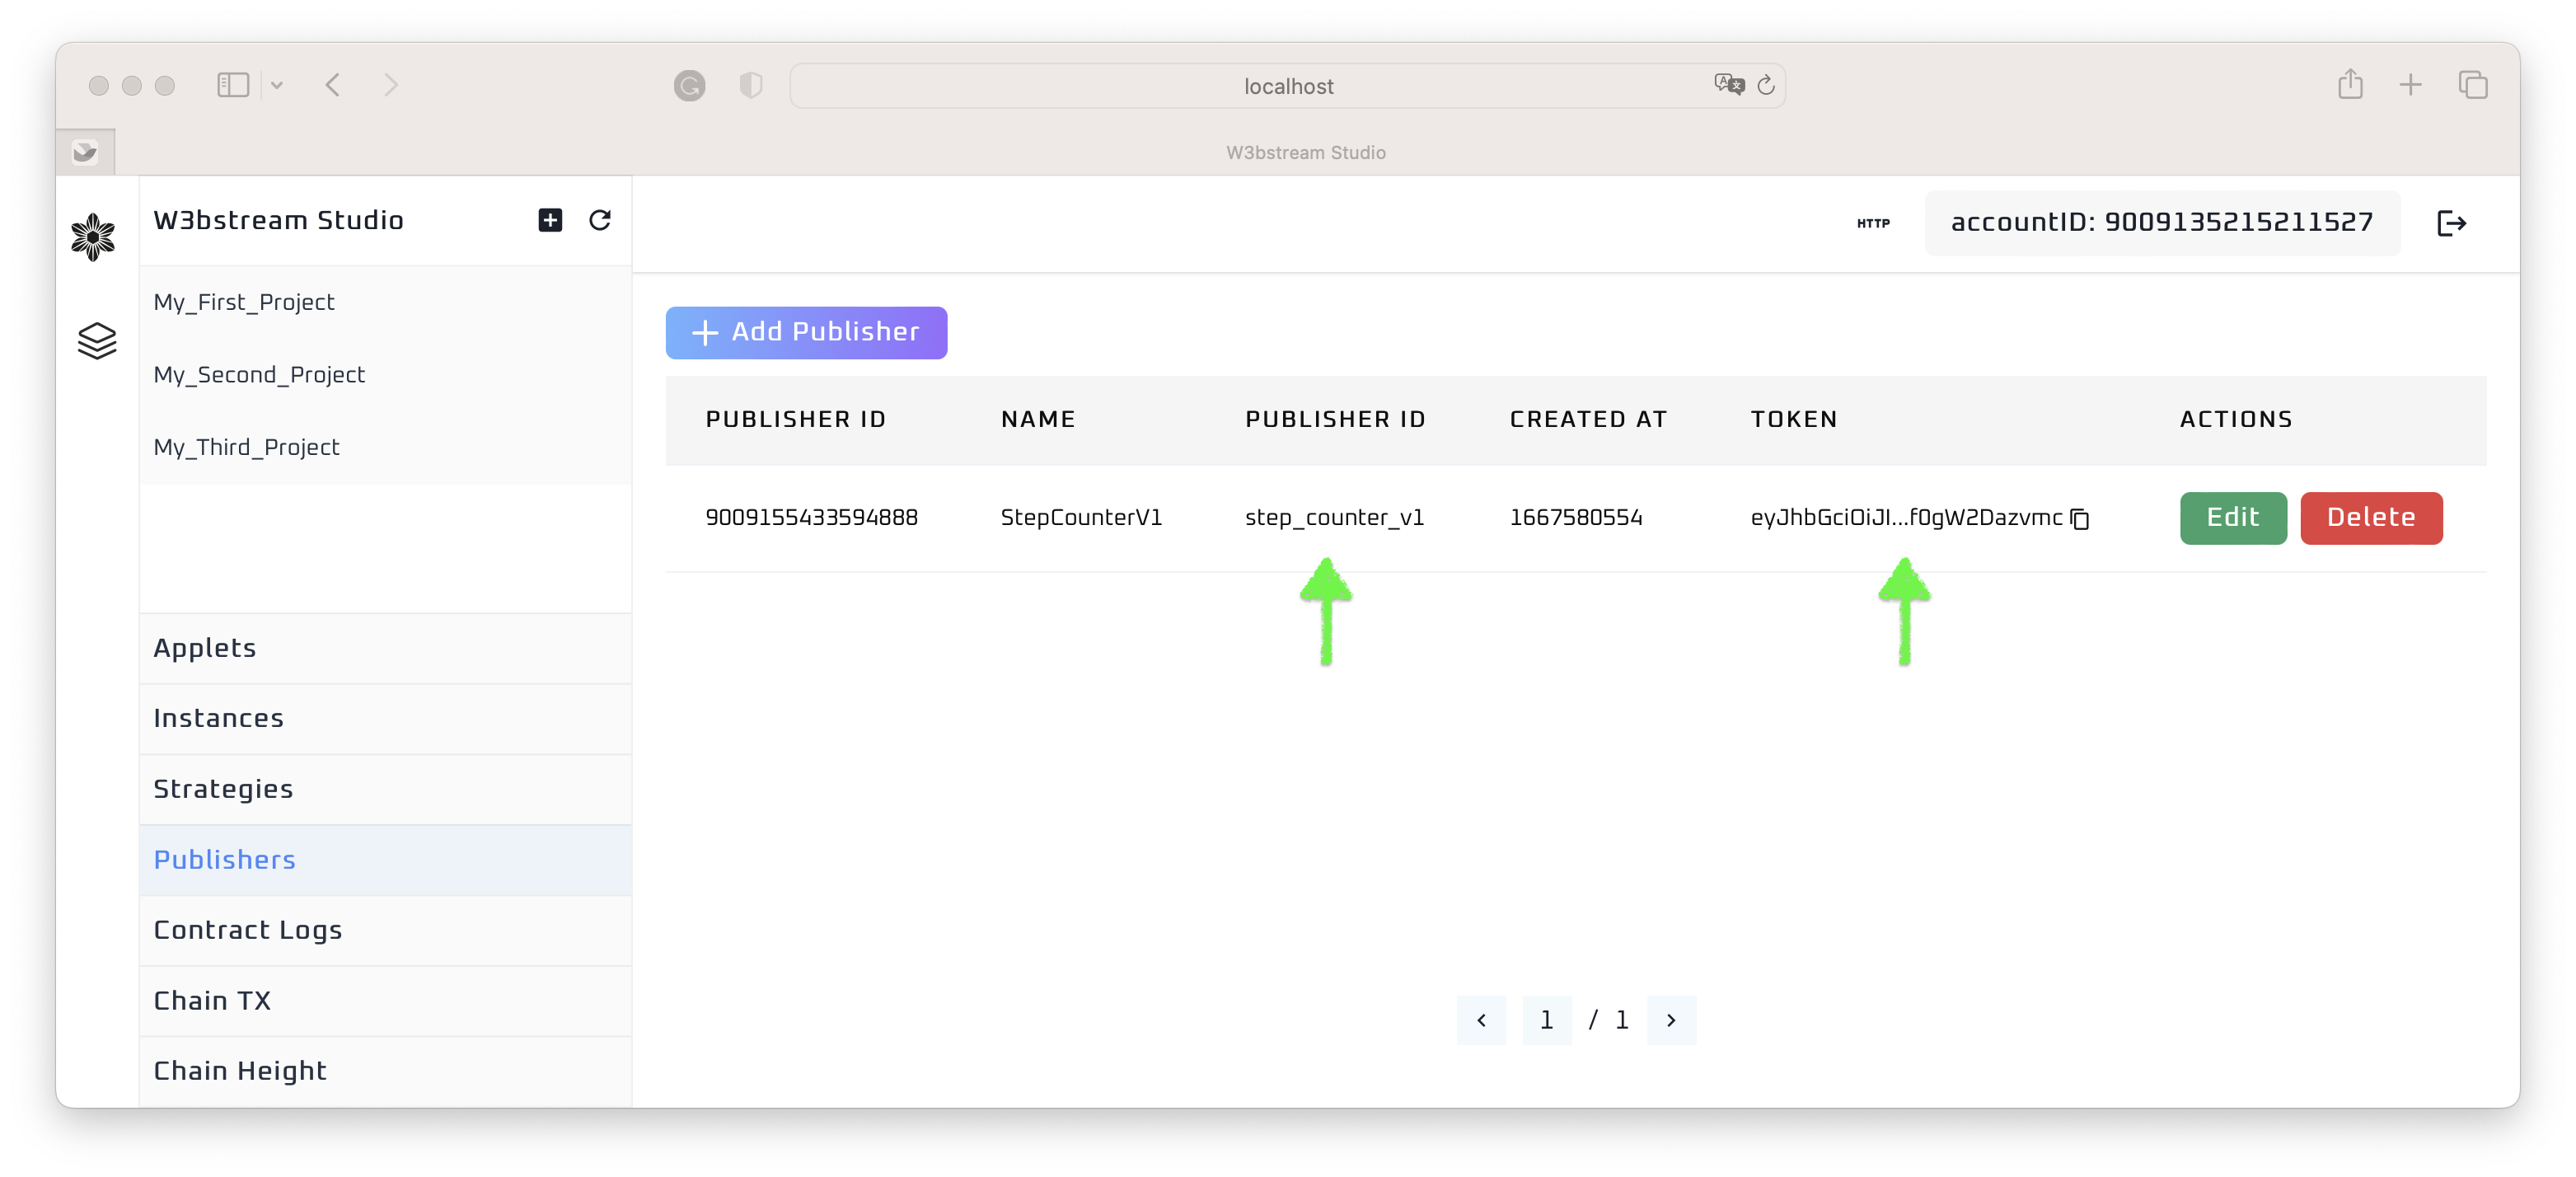 localhost
W3bstream Studio
W3bstream Studio
HTTP
accountID: 9009135215211527
My_First_Project
My_Second_Project
My_Third_Project
Applets
Instances
Strategies
Publishers
Contract Logs
Chain TX
Chain Height
Add Publisher
PUBLISHER ID NAME PUBLISHER ID CREATED AT TOKEN ACTIONS
9009155433594888 StepCounterV1 step_counter_v1 1667580554 eyJhbGciOiJI...f0gW2Dazvmc Edit Delete
1 / 1